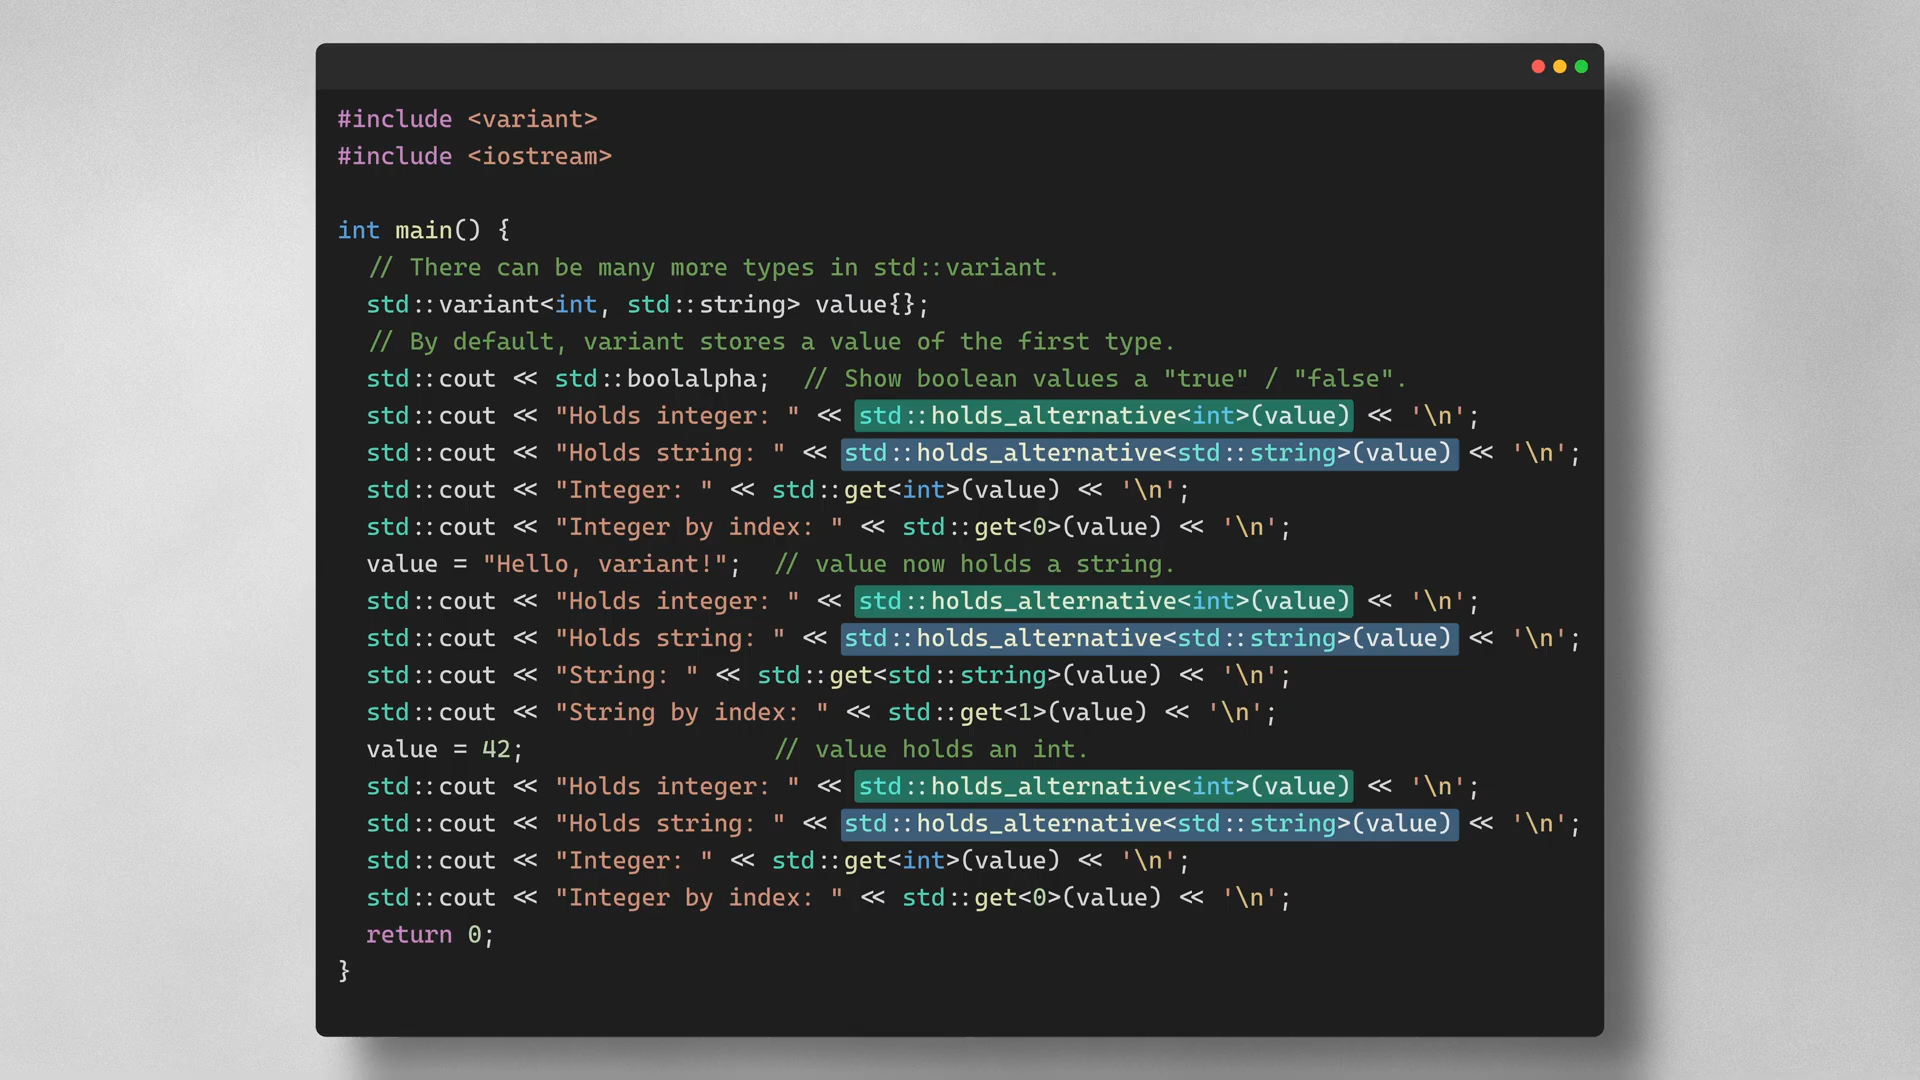 #include <variant>
#include <iostream>

int main() {
  // There can be many more types in std::variant.
  std::variant<int, std::string> value{};
  // By default, variant stores a value of the first type.
  std::cout << std::boolalpha;  // Show boolean values a "true" / "false".
  std::cout << "Holds integer: " << std::holds_alternative<int>(value) << '\n';
  std::cout << "Holds string: " << std::holds_alternative<std::string>(value) << '\n';
  std::cout << "Integer: " << std::get<int>(value) << '\n';
  std::cout << "Integer by index: " << std::get<0>(value) << '\n';
  value = "Hello, variant!";  // value now holds a string.
  std::cout << "Holds integer: " << std::holds_alternative<int>(value) << '\n';
  std::cout << "Holds string: " << std::holds_alternative<std::string>(value) << '\n';
  std::cout << "String: " << std::get<std::string>(value) << '\n';
  std::cout << "String by index: " << std::get<1>(value) << '\n';
  value = 42;                 // value holds an int.
  std::cout << "Holds integer: " << std::holds_alternative<int>(value) << '\n';
  std::cout << "Holds string: " << std::holds_alternative<std::string>(value) << '\n';
  std::cout << "Integer: " << std::get<int>(value) << '\n';
  std::cout << "Integer by index: " << std::get<0>(value) << '\n';
  return 0;
}